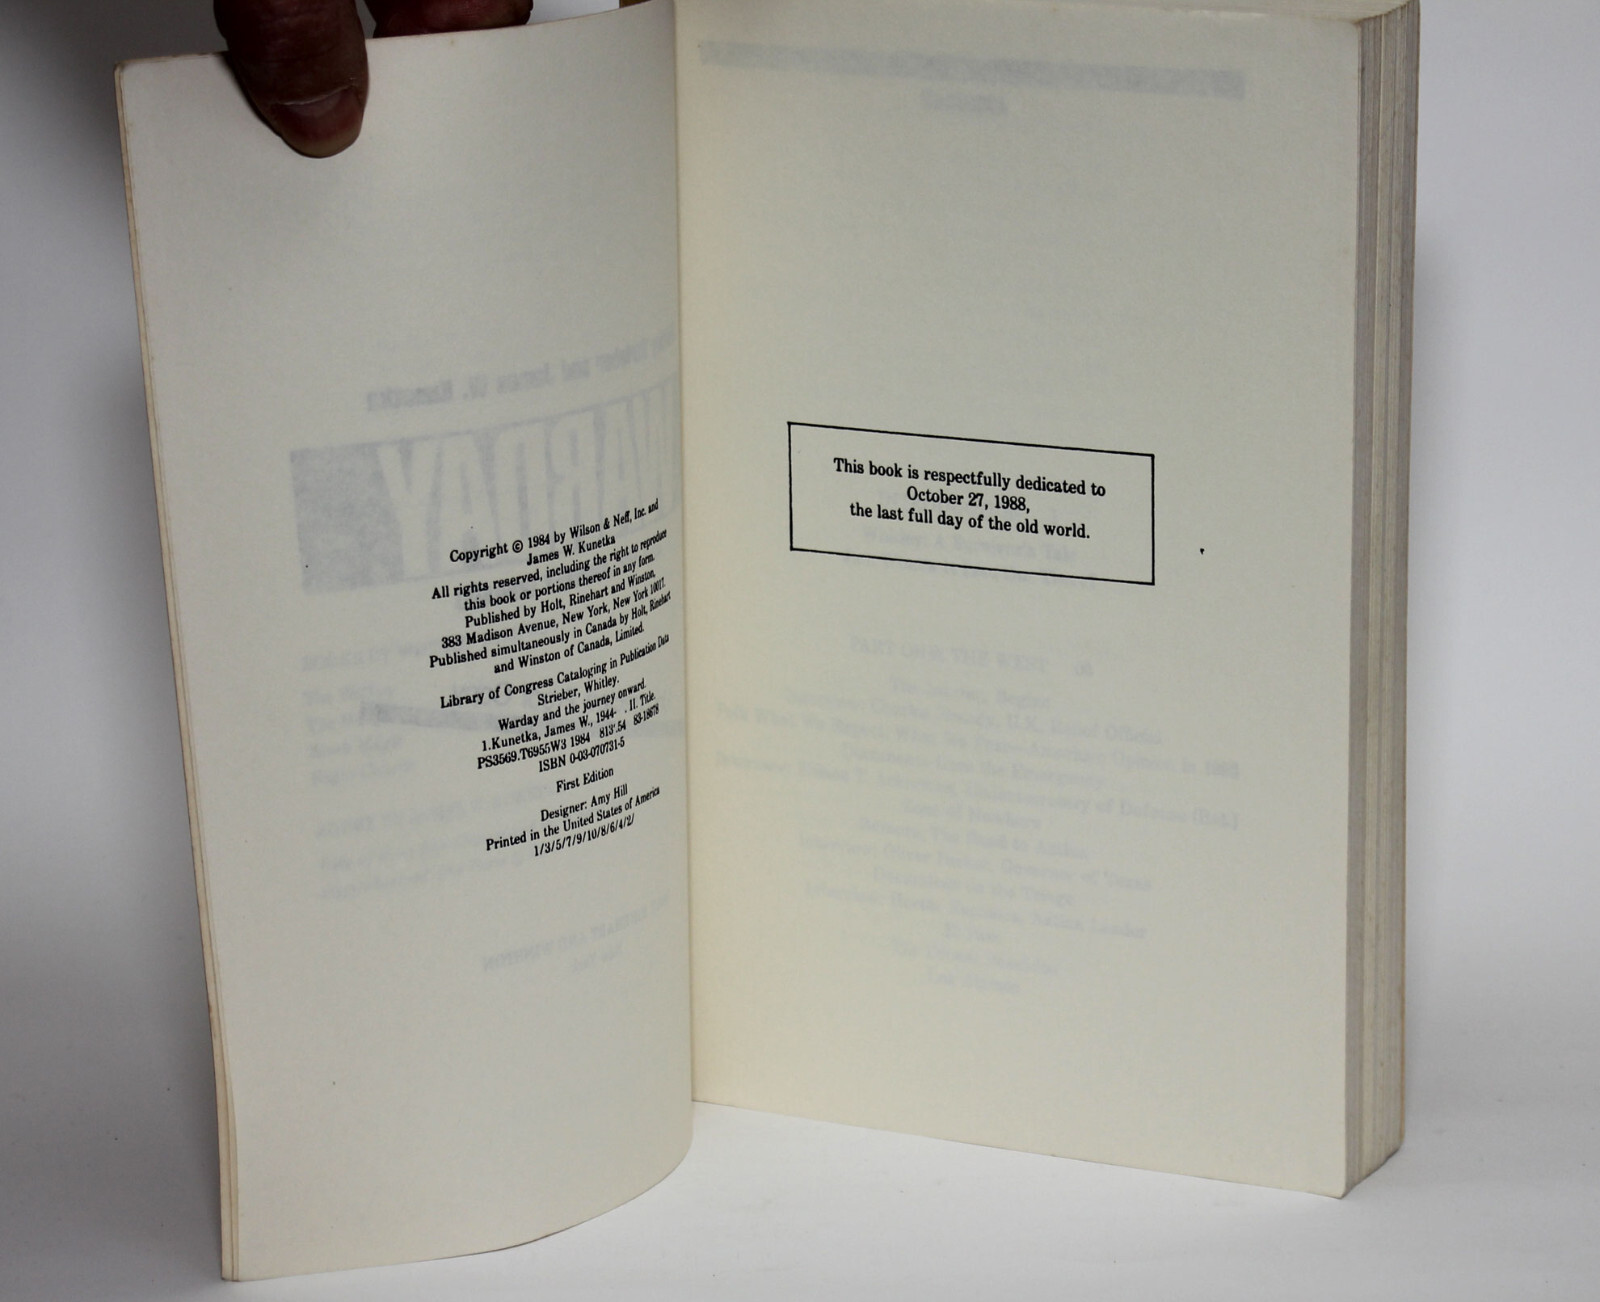 Copyright © 1984 by Wilson & Neff, Inc. and
James W. Kunetka
All rights reserved, including the right to reproduce
this book or portions thereof in any form.
Published by Holt, Rinehart and Winston,
383 Madison Avenue, New York, New York 10017.
Published simultaneously in Canada by Holt, Rinehart
and Winston of Canada, Limited.
Library of Congress Cataloging in Publication Data
Strieber, Whitley.
Warday and the journey onward.
1.Kunetka, James W., 1944- . II. Title.
PS3569.T6955W3 1984 813'.54 83-18678
ISBN 0-03-070731-5
First Edition
Designer: Amy Hill
Printed in the United States of America
1/3/5/7/9/10/8/6/4/2/
This book is respectfully dedicated to
October 27, 1988,
the last full day of the old world.